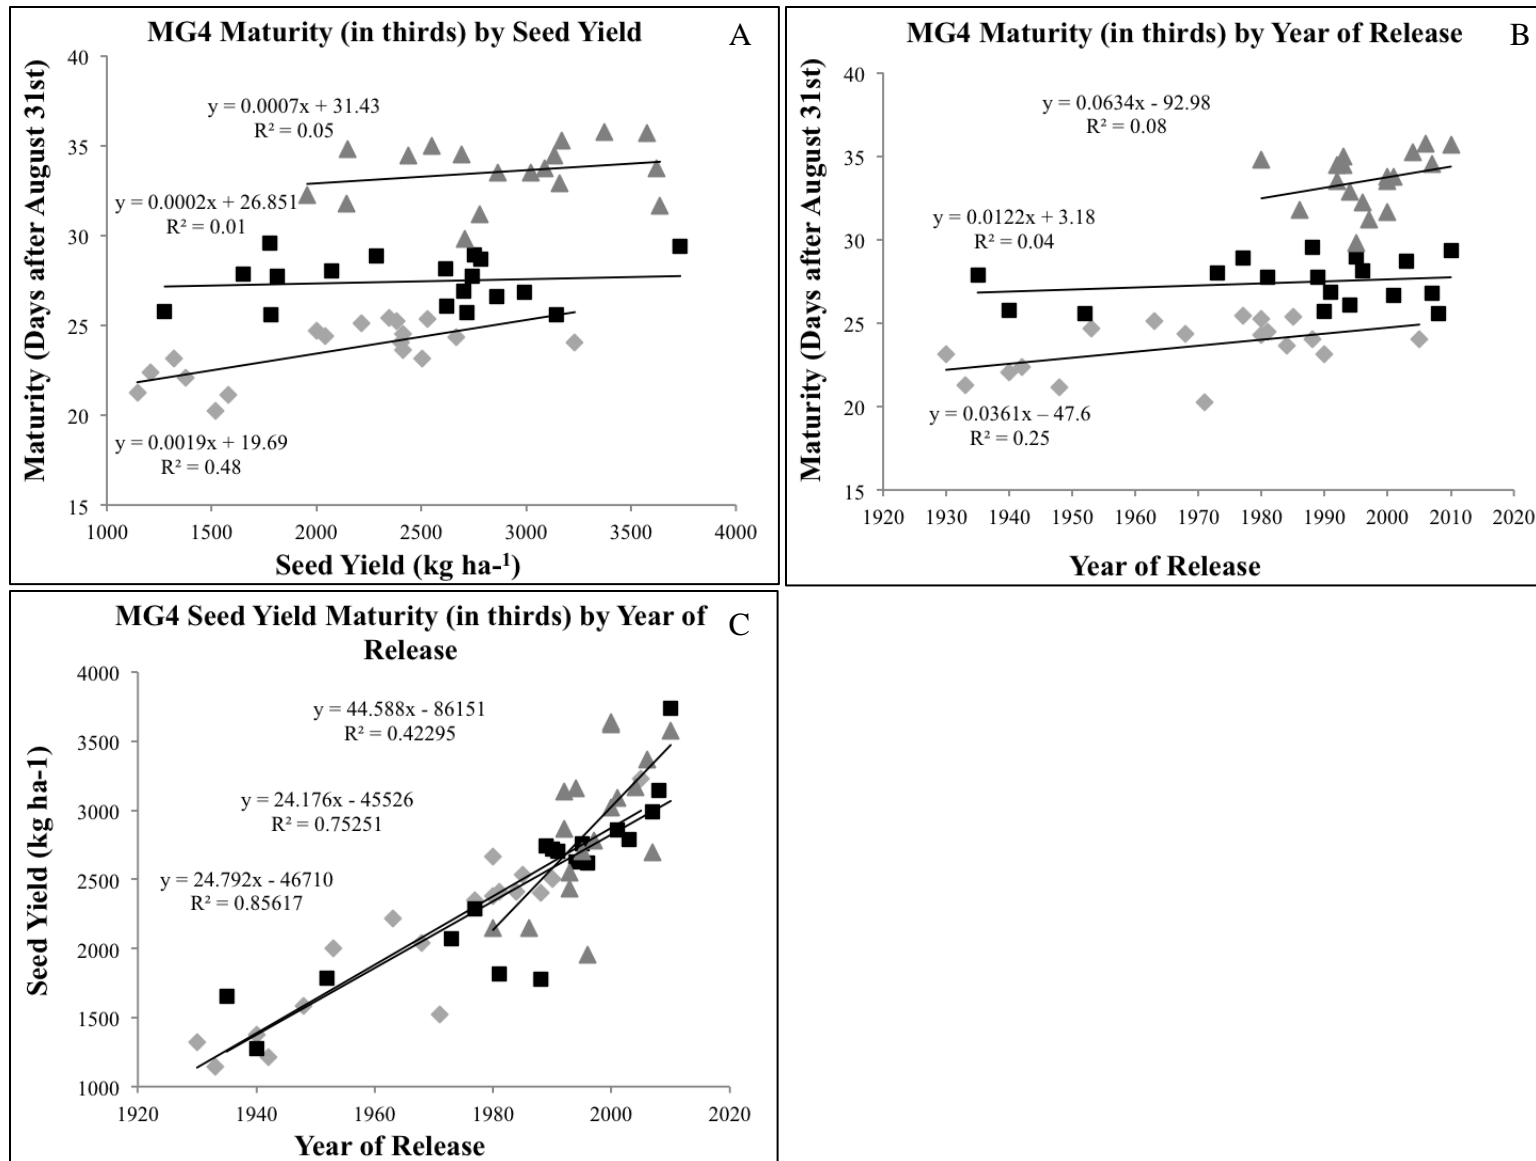 MG4 Maturity (in thirds) by Seed Yield
A
Maturity (Days after August 31st)
40
35
30
25
20
15
y = 0.0007x + 31.43
R² = 0.05
y = 0.0002x + 26.851
R² = 0.01
y = 0.0019x + 19.69
R² = 0.48
1000 1500 2000 2500 3000 3500 4000
Seed Yield (kg ha-¹)
MG4 Maturity (in thirds) by Year of Release
B
Maturity (Days after August 31st)
40
35
30
25
20
15
y = 0.0634x - 92.98
R² = 0.08
y = 0.0122x + 3.18
R² = 0.04
y = 0.0361x – 47.6
R² = 0.25
1920 1930 1940 1950 1960 1970 1980 1990 2000 2010 2020
Year of Release
MG4 Seed Yield Maturity (in thirds) by Year of
Release
C
Seed Yield (kg ha-1)
4000
3500
3000
2500
2000
1500
1000
y = 44.588x - 86151
R² = 0.42295
y = 24.176x - 45526
R² = 0.75251
y = 24.792x - 46710
R² = 0.85617
1920 1940 1960 1980 2000 2020
Year of Release